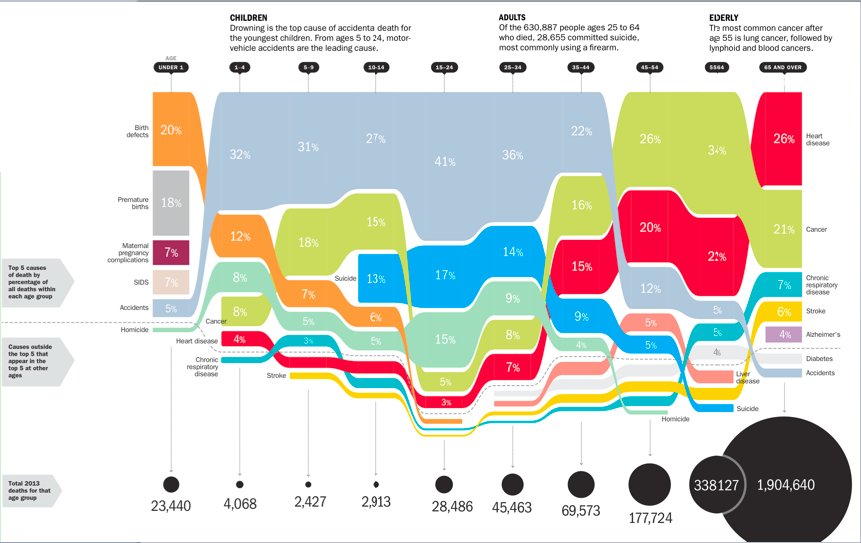 CHILDREN
Drowning is the top cause of accidental death for
the youngest children. From ages 5 to 24, motor-
vehicle accidents are the leading cause.
ADULTS
Of the 630,887 people ages 25 to 64
who died, 28,655 committed suicide,
most commonly using a firearm.
ELDERLY
The most common cancer after
age 55 is lung cancer, followed by
lymphoid and blood cancers.
AGE
UNDER 1
1-4
5-9
10-14
15-24
25-34
35-44
45-54
5564
65 AND OVER
Birth
defects
20%
Premature
births
18%
Maternal
pregnancy
complications
7%
SIDS
7%
Accidents
5%
Homicide
32%
12%
8%
Cancer
8%
Heart disease
4%
Chronic
respiratory
disease
31%
18%
7%
5%
3%
Stroke
27%
15%
Suicide
13%
6%
5%
41%
17%
15%
5%
3%
36%
14%
9%
8%
7%
22%
16%
15%
9%
4%
26%
20%
12%
5%
5%
Homicide
34%
21%
5%
5%
4%
Liver
disease
Suicide
26%
Heart
disease
21%
Cancer
7%
Chronic
respiratory
disease
6%
Stroke
4%
Alzheimer's
Diabetes
Accidents
Top 5 causes
of death by
percentage of
all deaths within
each age group
Causes outside
the top 5 that
appear in the
top 5 at other
ages
Total 2013
deaths for that
age group
23,440
4,068
2,427
2,913
28,486
45,463
69,573
177,724
338127
1,904,640